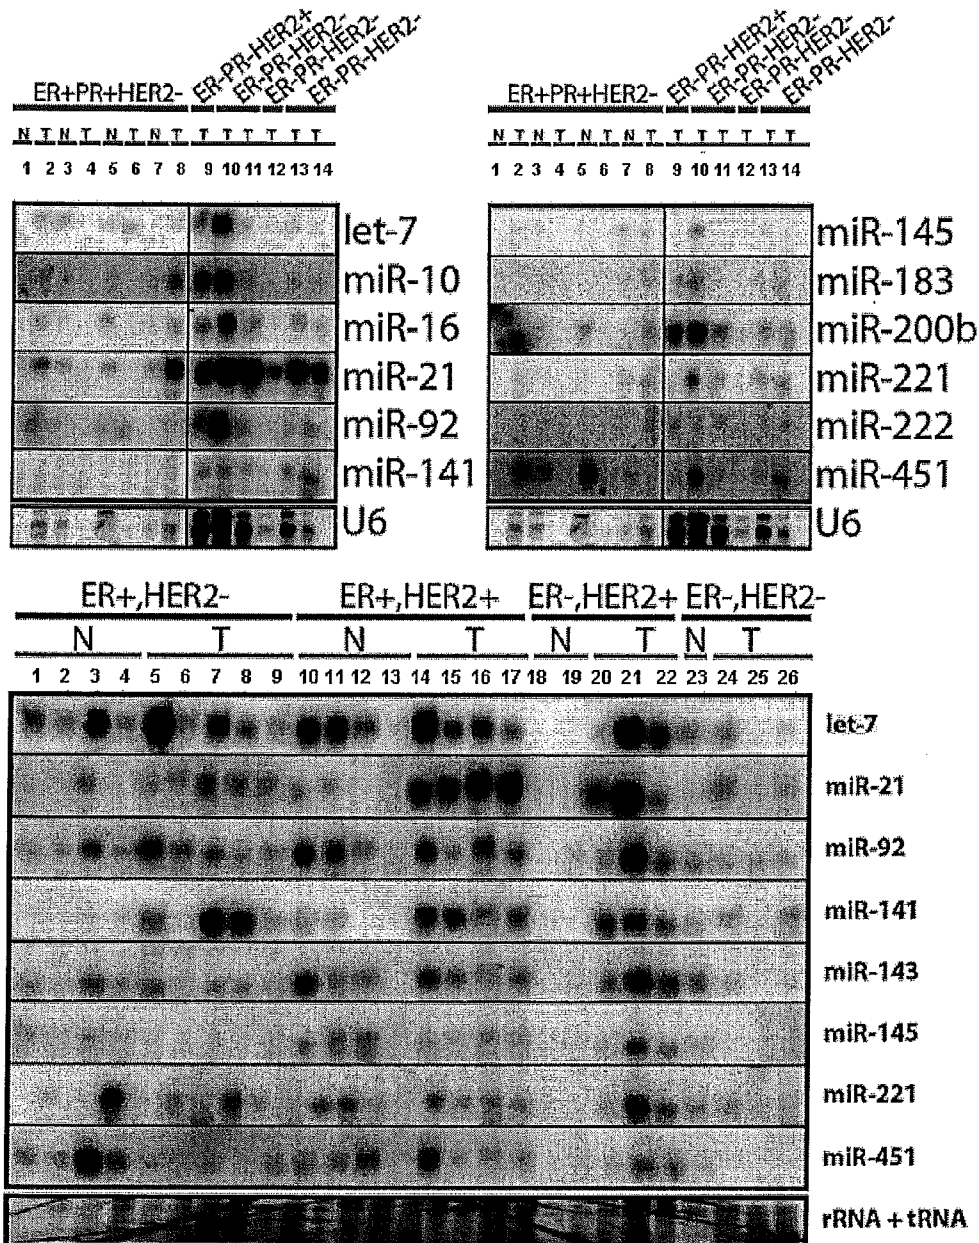 ER+PR+HER2- ER-PR-HER2+ ER-PR-HER2- ER-PR-HER2- ER-PR-HER2-
N T N T N T N T T T T T T T
1 2 3 4 5 6 7 8 9 10 11 12 13 14
let-7
miR-10
miR-16
miR-21
miR-92
miR-141
U6
ER+PR+HER2- ER-PR-HER2+ ER-PR-HER2- ER-PR-HER2- ER-PR-HER2-
N T N T N T N T T T T T T T
1 2 3 4 5 6 7 8 9 10 11 12 13 14
miR-145
miR-183
miR-200b
miR-221
miR-222
miR-451
U6
ER+,HER2- ER+,HER2+ ER-,HER2+ ER-,HER2-
N T N T N T N T
1 2 3 4 5 6 7 8 9 10 11 12 13 14 15 16 17 18 19 20 21 22 23 24 25 26
let-7
miR-21
miR-92
miR-141
miR-143
miR-145
miR-221
miR-451
rRNA + tRNA